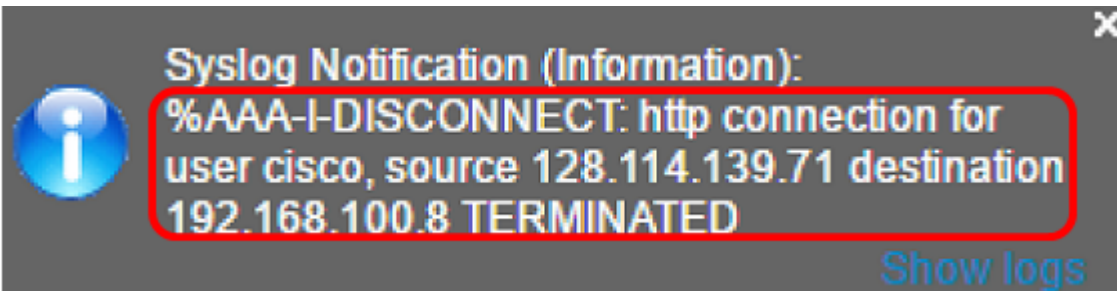 Syslog Notification (Information):
%AAA-I-DISCONNECT: http connection for
user cisco, source 128.114.139.71 destination
192.168.100.8 TERMINATED
Show logs